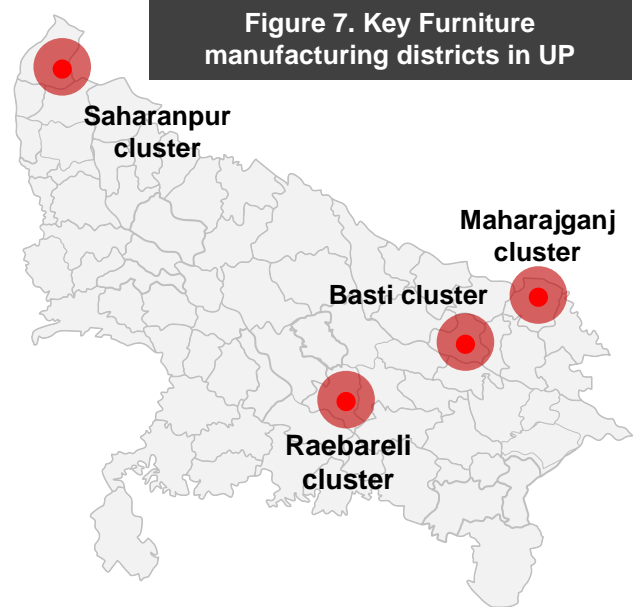 Figure 7. Key Furniture
manufacturing districts in UP
Saharanpur
cluster
Maharajganj
cluster
Basti cluster
Raebareli
cluster